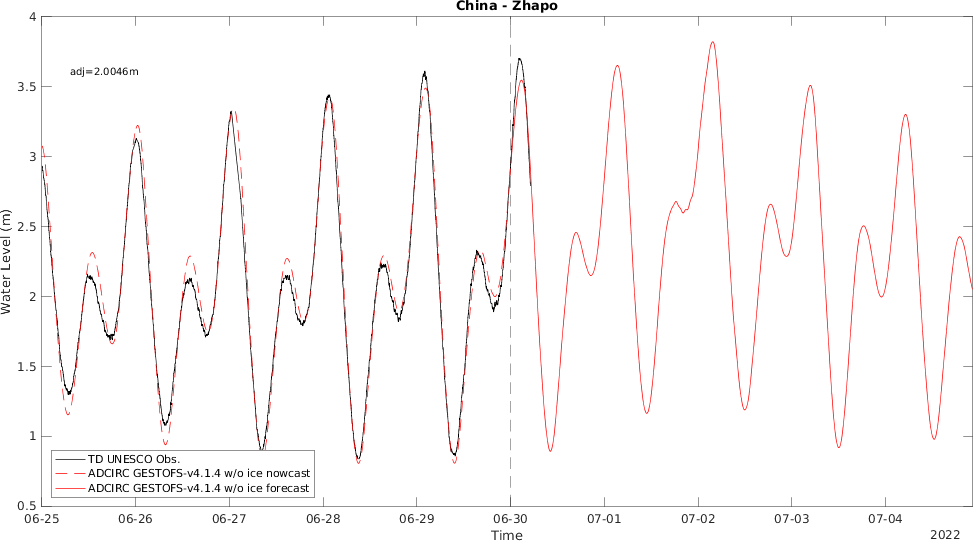 China - Zhapo
adj=2.0046m
Water Level (m)
4
3.5
3
2.5
2
1.5
1
0.5
TD UNESCO Obs.
ADCIRC GESTOFS-v4.1.4 w/o ice nowcast
ADCIRC GESTOFS-v4.1.4 w/o ice forecast
06-25 06-26 06-27 06-28 06-29 06-30 07-01 07-02 07-03 07-04
Time
2022